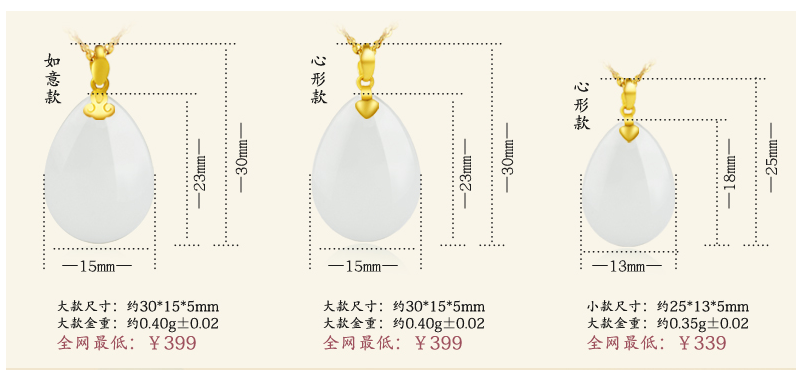 如意款
23mm
30mm
15mm
大款尺寸：约30*15*5mm
大款金重：约0.40g±0.02
全网最低：￥399
心形款
23mm
30mm
15mm
大款尺寸：约30*15*5mm
大款金重：约0.40g±0.02
全网最低：￥399
心形款
18mm
25mm
13mm
小款尺寸：约25*13*5mm
大款金重：约0.35g±0.02
全网最低：￥339